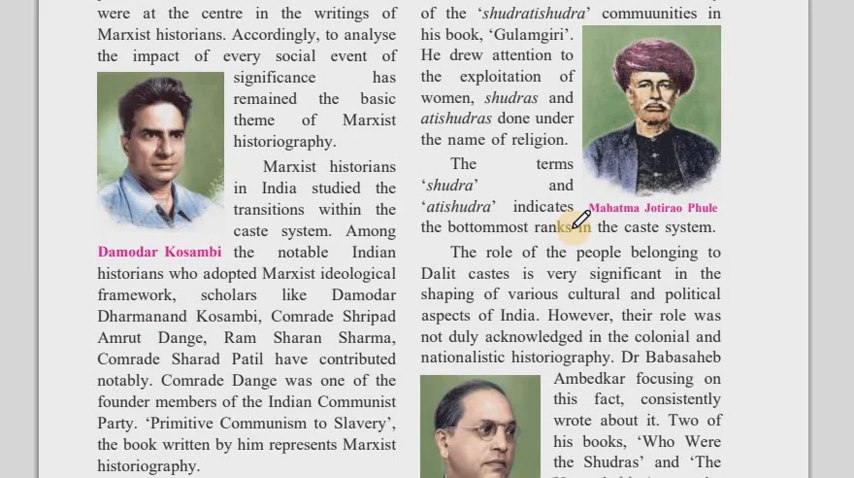 were at the centre in the writings of
Marxist historians. Accordingly, to analyse
the impact of every social event of
significance has
remained the basic
theme of Marxist
historiography.
Marxist historians
in India studied the
transitions within the
caste system. Among
Damodar Kosambi
the notable Indian
historians who adopted Marxist ideological
framework, scholars like Damodar
Dharmanand Kosambi, Comrade Shripad
Amrut Dange, Ram Sharan Sharma,
Comrade Sharad Patil have contributed
notably. Comrade Dange was one of the
founder members of the Indian Communist
Party. ‘Primitive Communism to Slavery’,
the book written by him represents Marxist
historiography.
of the ‘shudratishudra’ communities in
his book, ‘Gulamgiri’.
He drew attention to
the exploitation of
women, shudras and
atishudras done under
the name of religion.
The terms
‘shudra’ and
‘atishudra’ indicates
Mahatma Jotirao Phule
the bottommost ranks in the caste system.
The role of the people belonging to
Dalit castes is very significant in the
shaping of various cultural and political
aspects of India. However, their role was
not duly acknowledged in the colonial and
nationalistic historiography. Dr Babasaheb
Ambedkar focusing on
this fact, consistently
wrote about it. Two of
his books, ‘Who Were
the Shudras’ and ‘The